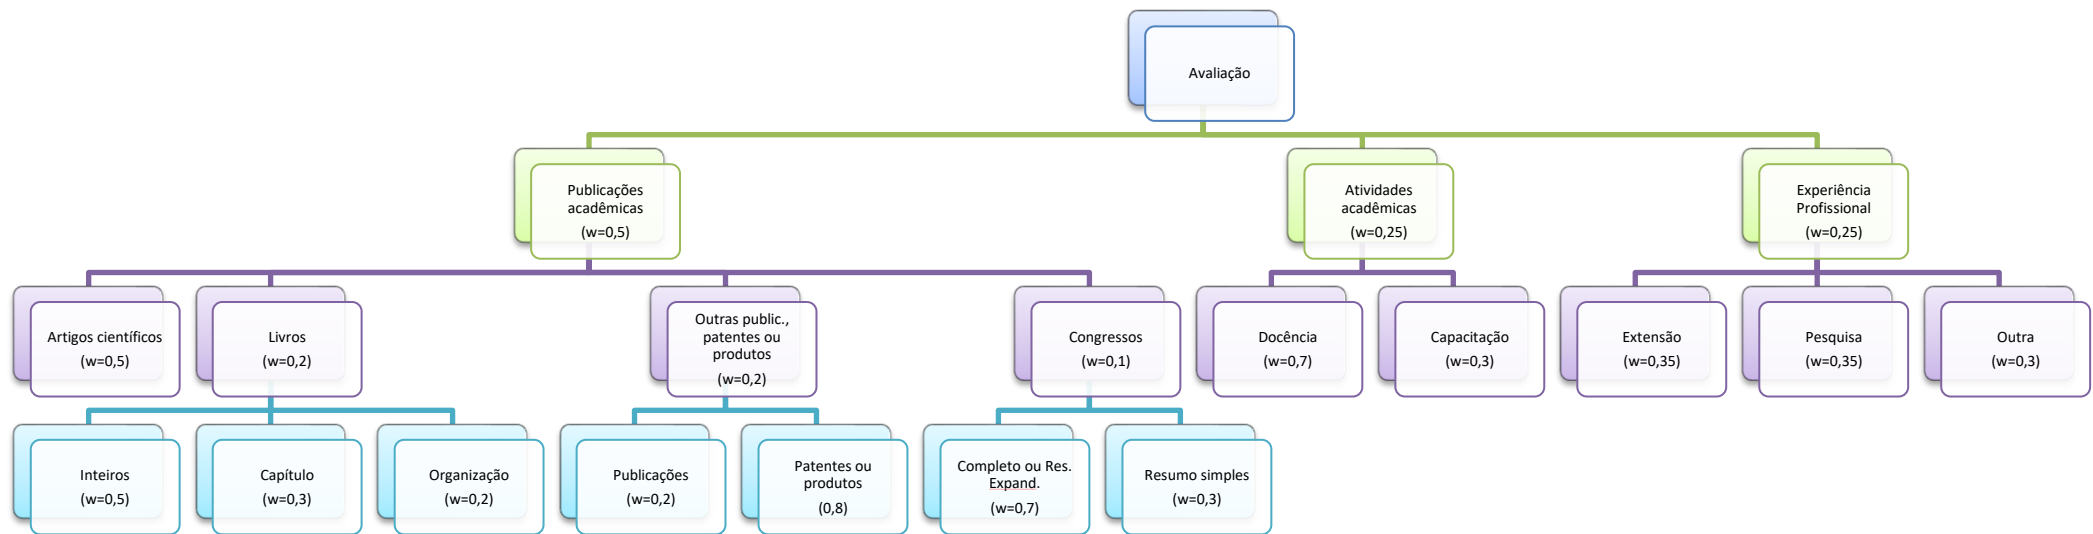 Avaliação
Publicações
acadêmicas
(w=0,5)
Atividades
acadêmicas
(w=0,25)
Experiência
Profissional
(w=0,25)
Artigos científicos
(w=0,5)
Livros
(w=0,2)
Outras public.,
patentes ou
produtos
(w=0,2)
Congressos
(w=0,1)
Docência
(w=0,7)
Capacitação
(w=0,3)
Extensão
(w=0,35)
Pesquisa
(w=0,35)
Outra
(w=0,3)
Inteiros
(w=0,5)
Capítulo
(w=0,3)
Organização
(w=0,2)
Publicações
(w=0,2)
Patentes ou
produtos
(0,8)
Completo ou Res.
Expand.
(w=0,7)
Resumo simples
(w=0,3)